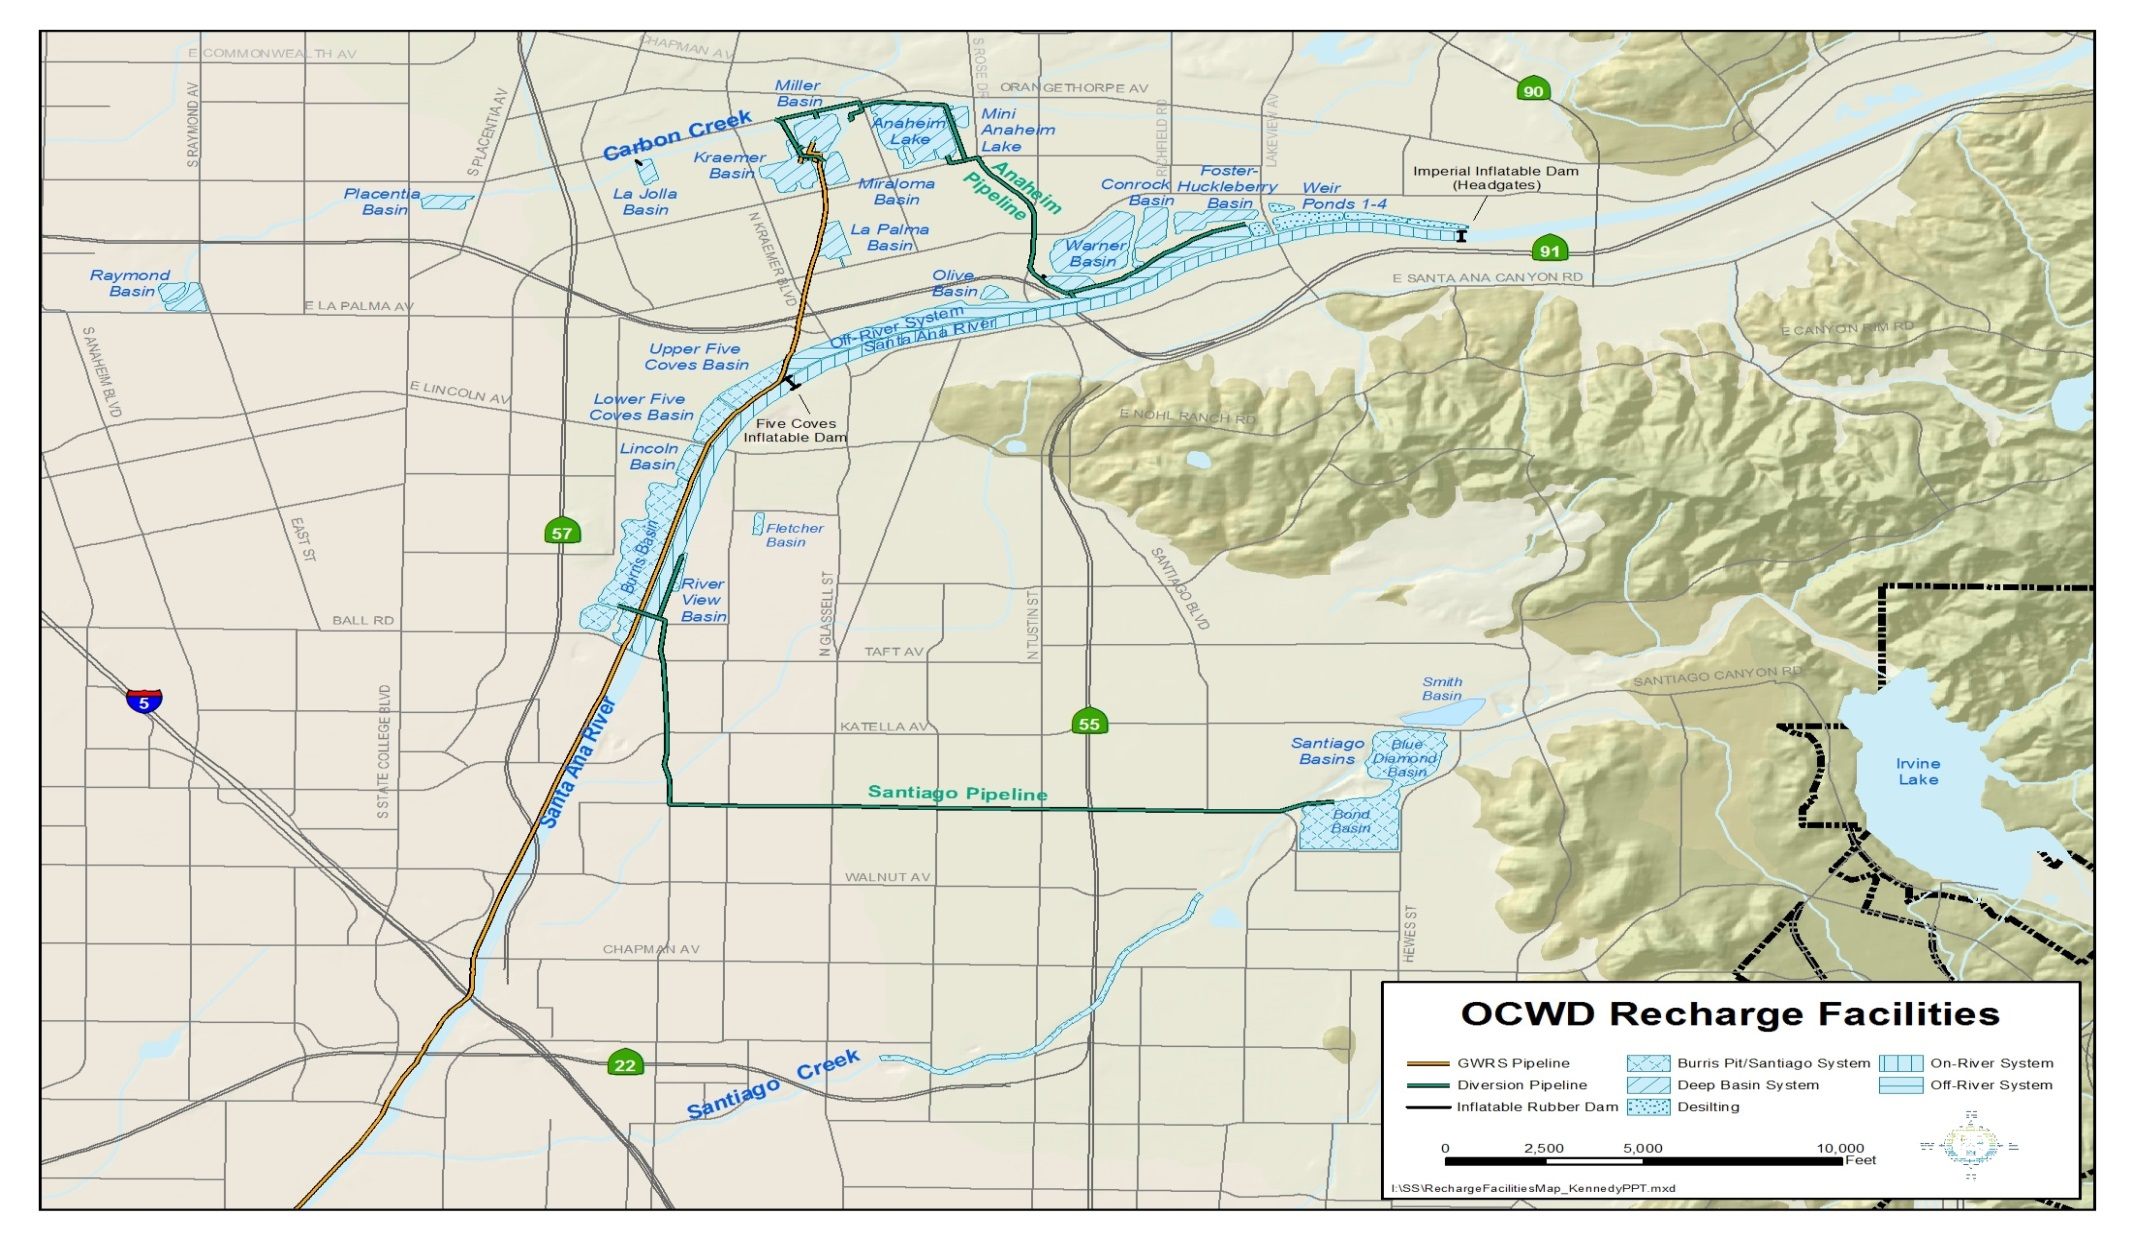 E COMMONWEALTH AV
CHAPMAN AV
S ROSE DR
ORANGETHORPE AV
90
S RAYMOND AV
S PLACENTIA AV
Miller
Basin
Carbon Creek
Anaheim
Lake
Mini
Anaheim
Lake
RICHFIELD RD
LAKEVIEW AV
Kraemer
Basin
La Jolla
Basin
Miraloma
Basin
Anaheim
Pipeline
Placentia
Basin
Conrock
Basin
Foster-
Huckleberry
Basin
Weir
Ponds 1-4
Imperial Inflatable Dam
(Headgates)
N KRAEMER BLVD
La Palma
Basin
Warner
Basin
91
Raymond
Basin
Olive
Basin
E SANTA ANA CANYON RD
E LA PALMA AV
Off-River System
Santa Ana River
E CANYON RIM RD
S ANAHEIM BLVD
Upper Five
Coves Basin
E LINCOLN AV
Lower Five
Coves Basin
Five Coves
Inflatable Dam
E NOHL RANCH RD
Lincoln
Basin
EAST ST
57
Burris Basin
Fletcher
Basin
SANTIAGO BLVD
River
View
Basin
N GLASSELL ST
N TUSTIN ST
BALL RD
TAFT AV
5
S STATE COLLEGE BLVD
Santa Ana River
KATELLA AV
55
Smith
Basin
SANTIAGO CANYON RD
Santiago
Basins
Blue
Diamond
Basin
Irvine
Lake
Santiago Pipeline
Bond
Basin
WALNUT AV
CHAPMAN AV
HEWES ST
22
Santiago Creek
OCWD Recharge Facilities
GWRS Pipeline
Diversion Pipeline
Inflatable Rubber Dam
Burris Pit/Santiago System
Deep Basin System
Desilting
On-River System
Off-River System
0 2,500 5,000 10,000
Feet
I:\SS\RechargeFacilitiesMap_KennedyPPT.mxd